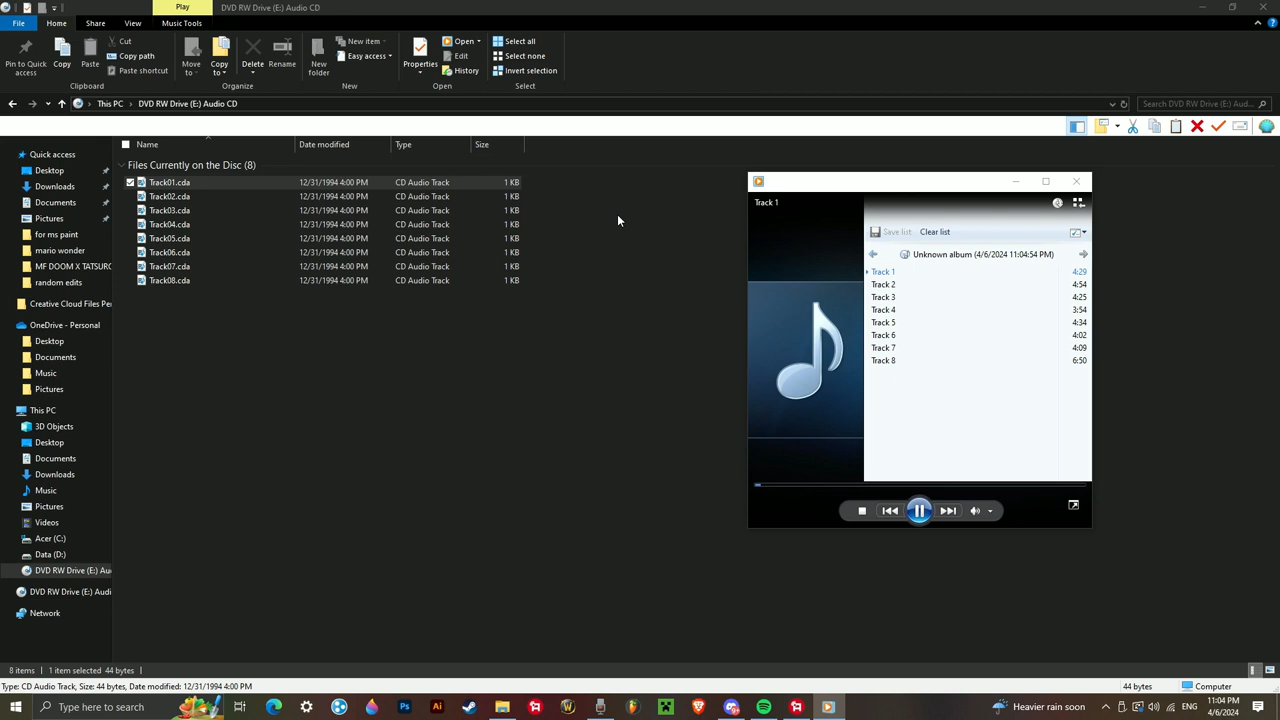 Play
DVD RW Drive (E:) Audio CD
File
Home
Share
View
Music Tools
Pin to Quick access
Copy
Paste
Cut
Copy path
Paste shortcut
Clipboard
Move to
Copy to
Delete
Rename
Organize
New folder
New item
Easy access
New
Properties
Open
Edit
History
Open
Select all
Select none
Invert selection
Select
This PC
DVD RW Drive (E:) Audio CD
Search DVD RW Drive (E:) Aud...
Name
Date modified
Type
Size
Files Currently on the Disc (8)
Track01.cda 12/31/1994 4:00 PM CD Audio Track 1 KB
Track02.cda 12/31/1994 4:00 PM CD Audio Track 1 KB
Track03.cda 12/31/1994 4:00 PM CD Audio Track 1 KB
Track04.cda 12/31/1994 4:00 PM CD Audio Track 1 KB
Track05.cda 12/31/1994 4:00 PM CD Audio Track 1 KB
Track06.cda 12/31/1994 4:00 PM CD Audio Track 1 KB
Track07.cda 12/31/1994 4:00 PM CD Audio Track 1 KB
Track08.cda 12/31/1994 4:00 PM CD Audio Track 1 KB
Quick access
Desktop
Downloads
Documents
Pictures
for ms paint
mario wonder
MF DOOM X TATSURO
random edits
Creative Cloud Files Pe
OneDrive - Personal
Desktop
Documents
Music
Pictures
This PC
3D Objects
Desktop
Documents
Downloads
Music
Pictures
Videos
Acer (C:)
Data (D:)
DVD RW Drive (E:) Au
DVD RW Drive (E:) Audi
Network
Track 1
Save list
Clear list
Unknown album (4/6/2024 11:04:54 PM)
Track 1 4:29
Track 2 4:54
Track 3 4:25
Track 4 3:54
Track 5 4:34
Track 6 4:02
Track 7 4:09
Track 8 6:50
8 items
1 item selected 44 bytes
Type: CD Audio Track, Size: 44 bytes, Date modified: 12/31/1994 4:00 PM
44 bytes
Computer
Type here to search
Ps
Ai
Heavier rain soon
ENG
11:04 PM
4/6/2024